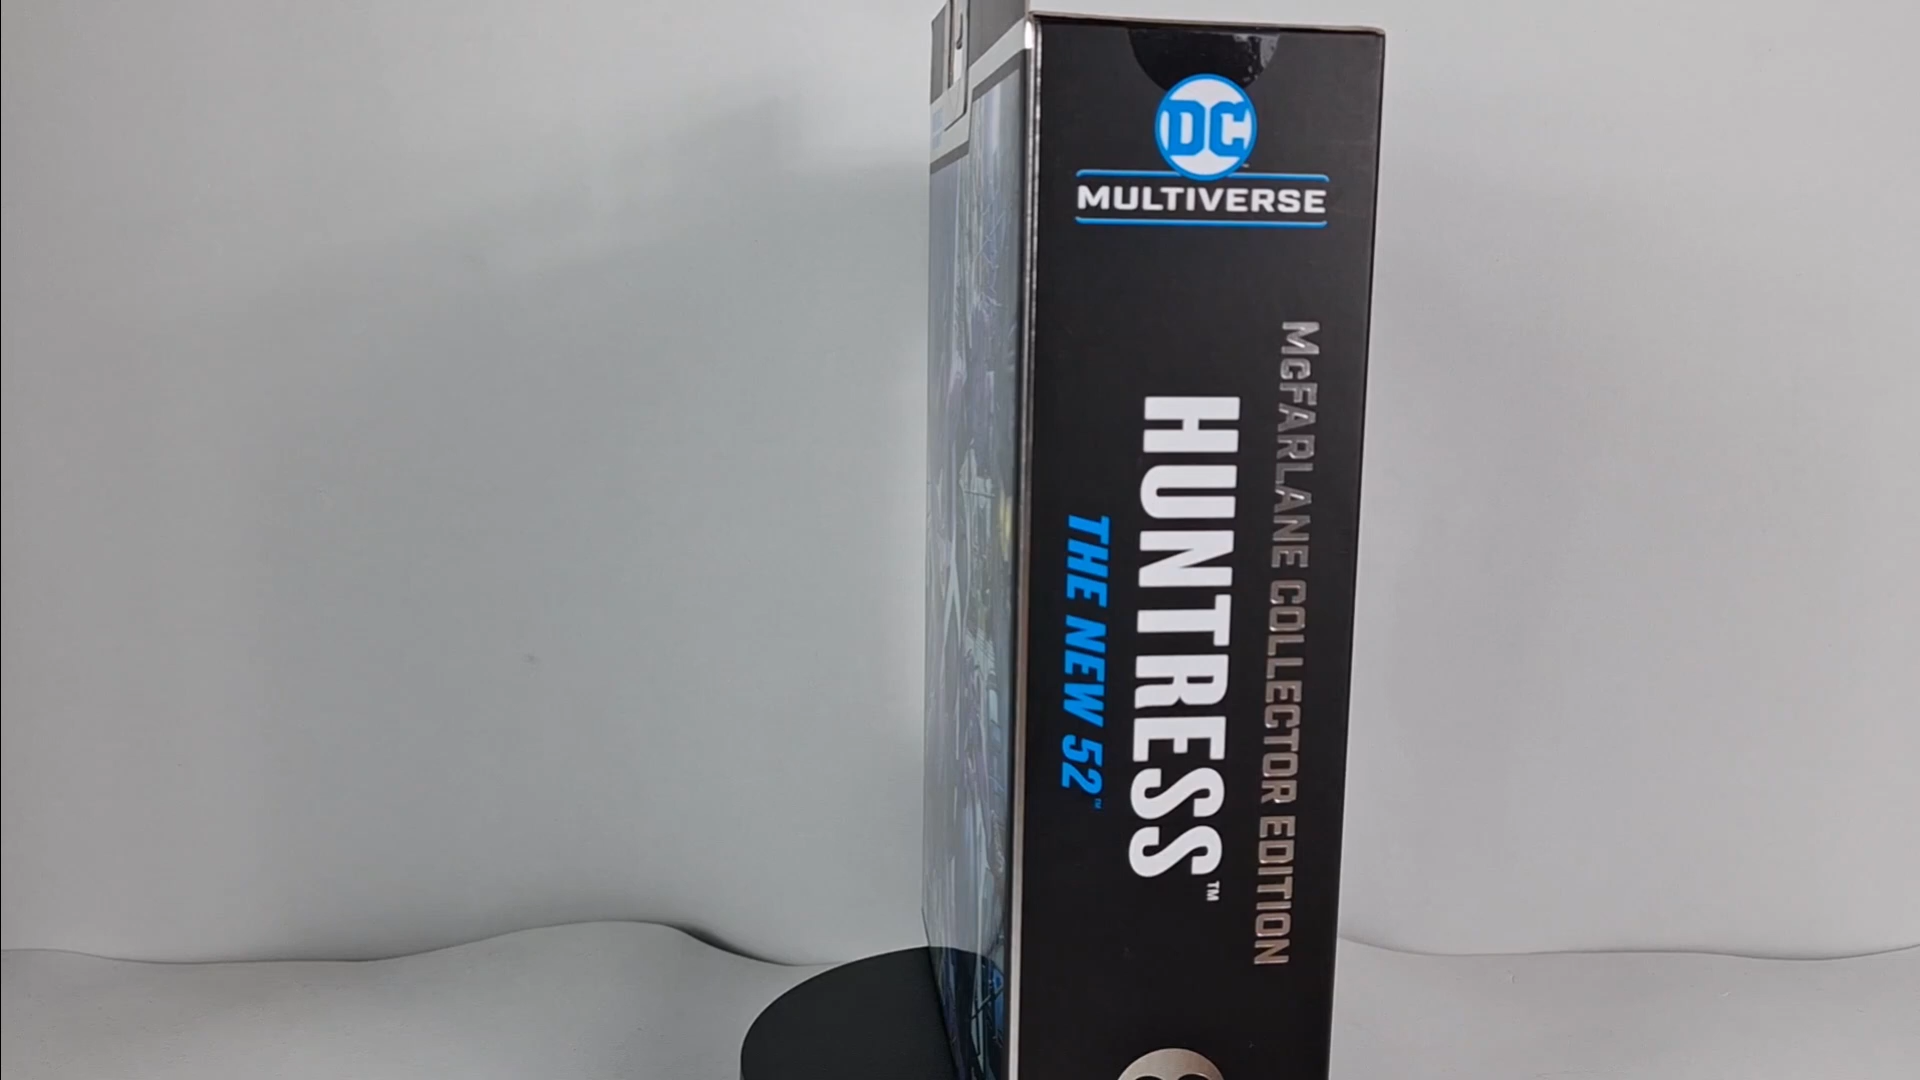 DC
MULTIVERSE
McFARLANE COLLECTOR EDITION
HUNTRESS™
THE NEW 52™